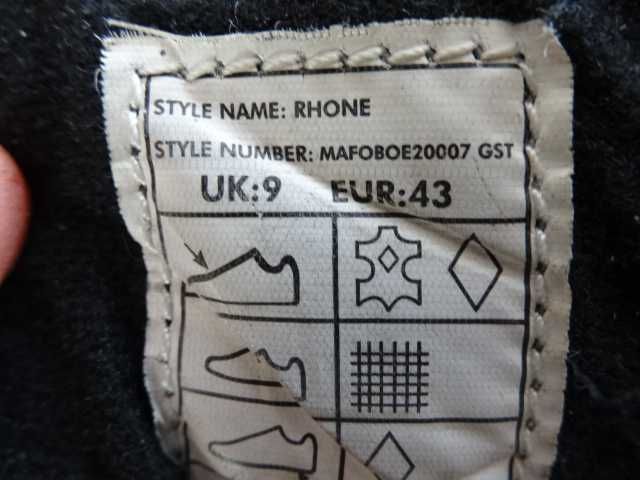 STYLE NAME: RHONE
STYLE NUMBER: MAFOBOE20007 GST
UK:9 EUR:43